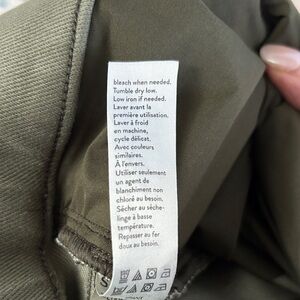 bleach when needed.
Tumble dry low.
Low iron if needed.
Laver avant la
première utilisation.
Laver à froid
en machine,
cycle délicat.
Avec couleurs
similaires.
À l'envers.
Utiliser seulement
un agent de
blanchiment non
chloré au besoin.
Sécher au sèche-
linge à basse
température.
Repasser au fer
doux au besoin.